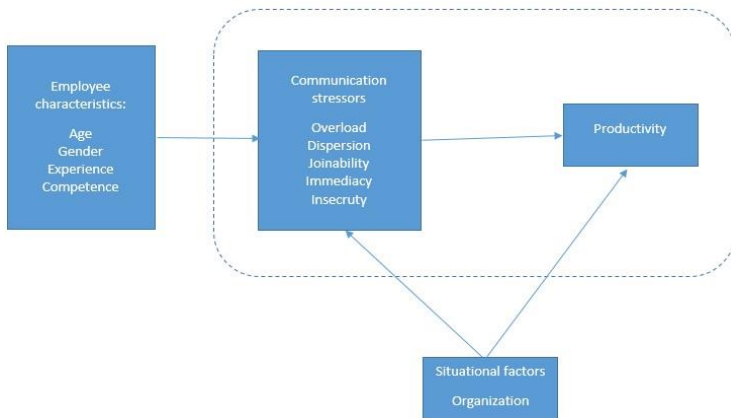 Employee
characteristics:
Age
Gender
Experience
Competence
Communication
stressors
Overload
Dispersion
Joinability
Immediacy
Insecruty
Productivity
Situational factors
Organization